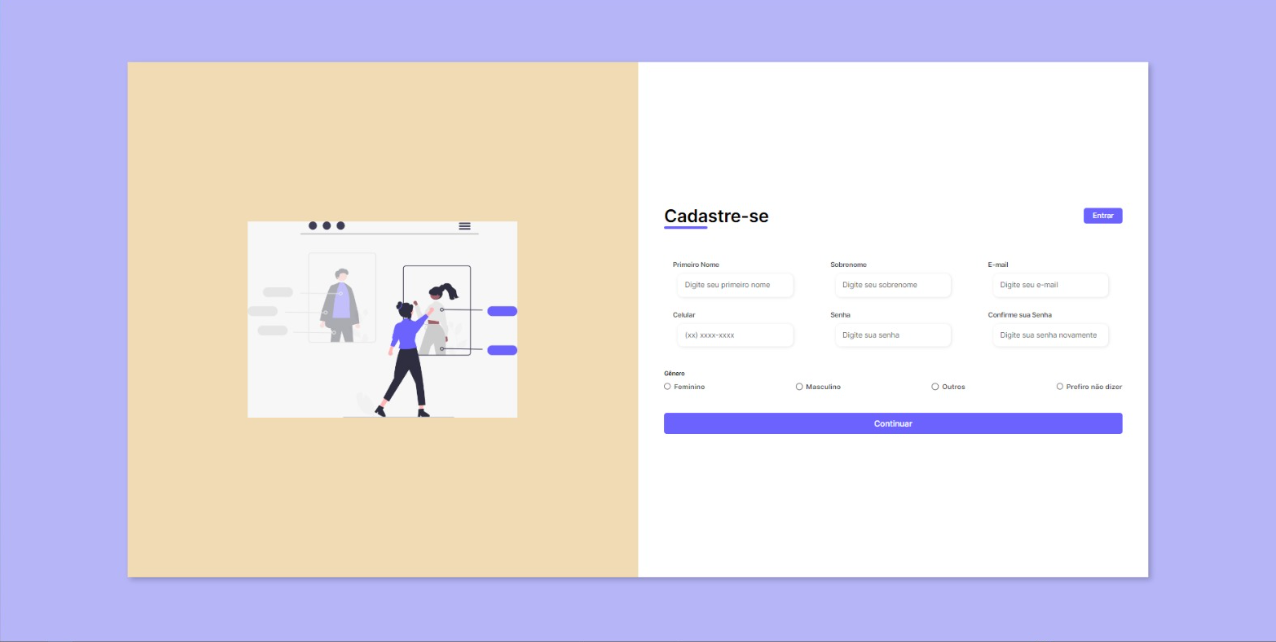 Cadastre-se
Entrar
Primeiro Nome Sobrenome E-mail
Digite seu primeiro nome Digite seu sobrenome Digite seu e-mail
Celular Senha Confirme sua Senha
(xx) xxxx-xxxx Digite sua senha Digite sua senha novamente
Gênero
Feminino Masculino Outros Prefiro não dizer
Continuar